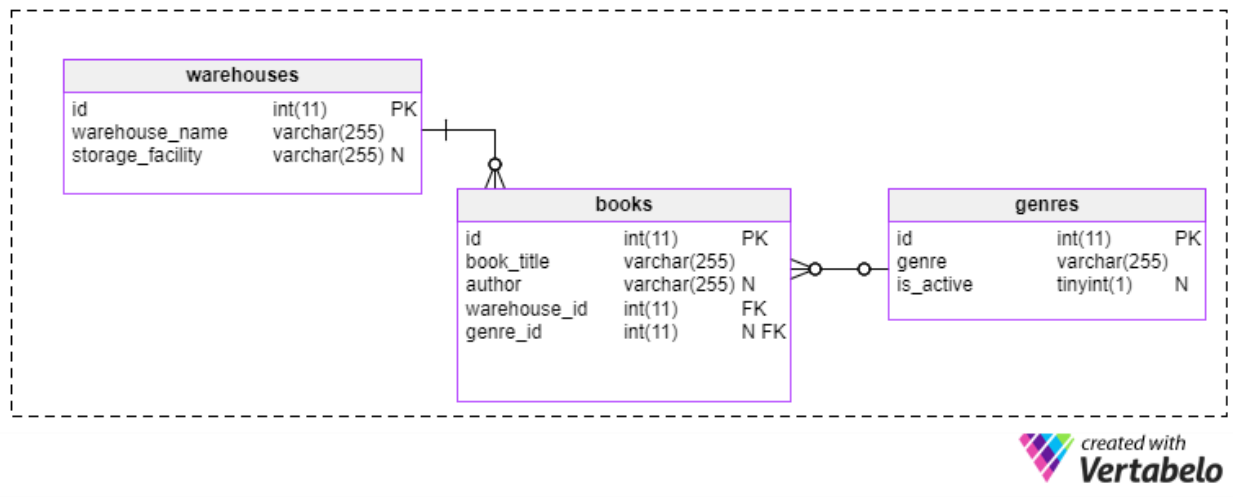 warehouses
id int(11) PK
warehouse_name varchar(255)
storage_facility varchar(255) N
books
id int(11) PK
book_title varchar(255)
author varchar(255) N
warehouse_id int(11) FK
genre_id int(11) N FK
genres
id int(11) PK
genre varchar(255)
is_active tinyint(1) N
created with
Vertabelo